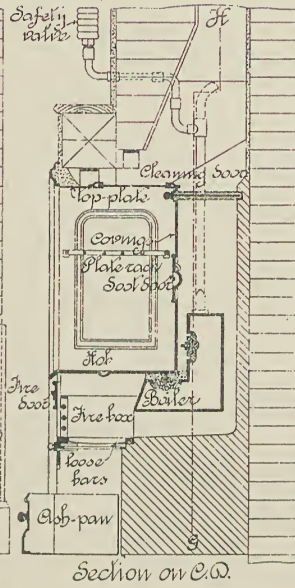 Safety
valve
H
Cleaning door
Top-plate
Coving
Plate rack
Soot door
Hob
Fire
door
Boiler
Fire box
loose
bars
Ash-pan
G
Section on C.D.